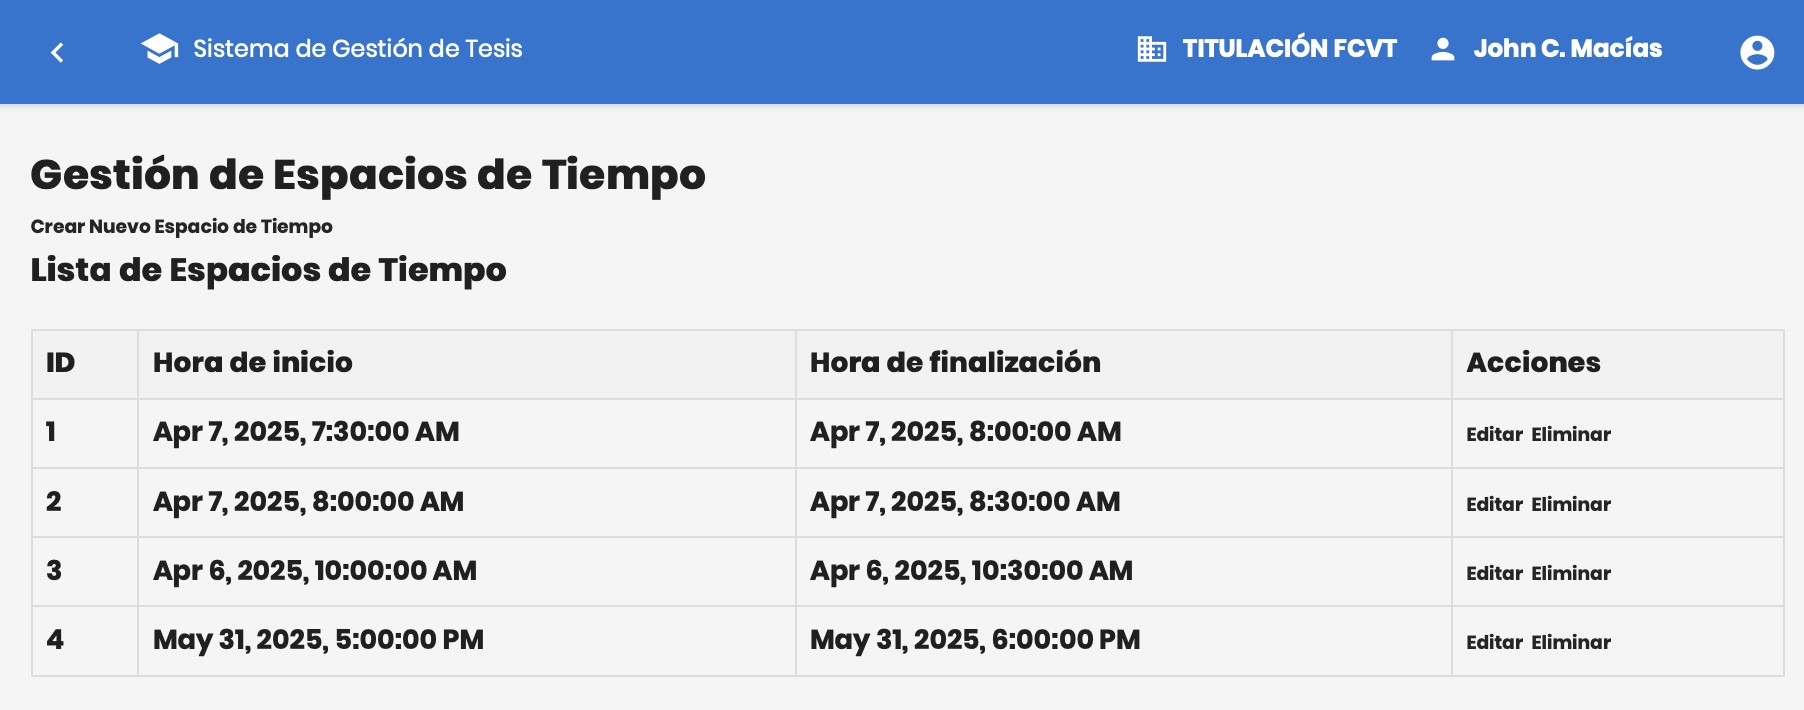 Sistema de Gestión de Tesis TITULACIÓN FCVT John C. Macías
Gestión de Espacios de Tiempo
Crear Nuevo Espacio de Tiempo
Lista de Espacios de Tiempo
ID Hora de inicio Hora de finalización Acciones
1 Apr 7, 2025, 7:30:00 AM Apr 7, 2025, 8:00:00 AM Editar Eliminar
2 Apr 7, 2025, 8:00:00 AM Apr 7, 2025, 8:30:00 AM Editar Eliminar
3 Apr 6, 2025, 10:00:00 AM Apr 6, 2025, 10:30:00 AM Editar Eliminar
4 May 31, 2025, 5:00:00 PM May 31, 2025, 6:00:00 PM Editar Eliminar